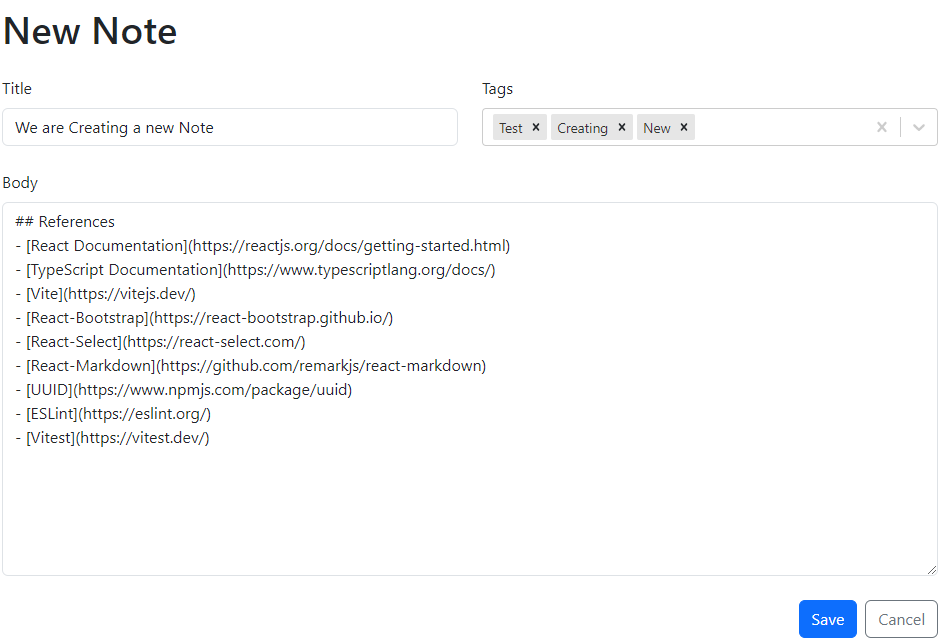 New Note
Title
Tags
We are Creating a new Note
Test × Creating × New ×
Body
## References
- [React Documentation](https://reactjs.org/docs/getting-started.html)
- [TypeScript Documentation](https://www.typescriptlang.org/docs/)
- [Vite](https://vitejs.dev/)
- [React-Bootstrap](https://react-bootstrap.github.io/)
- [React-Select](https://react-select.com/)
- [React-Markdown](https://github.com/remarkjs/react-markdown)
- [UUID](https://www.npmjs.com/package/uuid)
- [ESLint](https://eslint.org/)
- [Vitest](https://vitest.dev/)
Save
Cancel